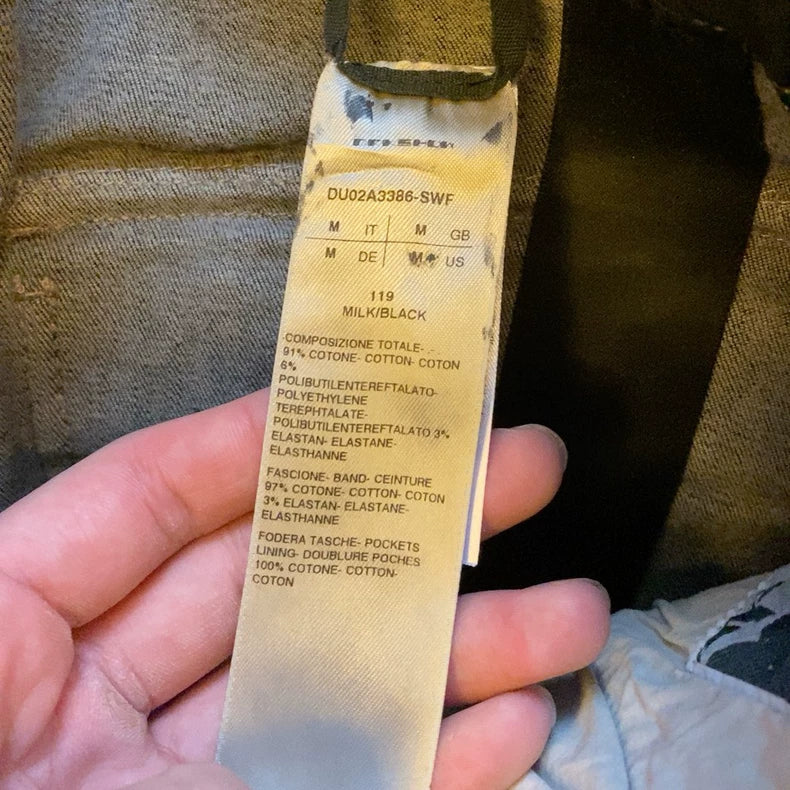 DRKSHDW
DU02A3386-SWF
M IT M GB
M DE M US
119
MILK/BLACK
COMPOSIZIONE TOTALE- -
91% COTONE- COTTON- COTON
6%
POLIBUTILENTEREFTALATO-
POLYETHYLENE
TEREPHTALATE-
POLIBUTILENTEREFTALATO 3%
ELASTAN- ELASTANE-
ELASTHANNE
FASCIONE- BAND- CEINTURE
97% COTONE- COTTON- COTON
3% ELASTAN- ELASTANE-
ELASTHANNE
FODERA TASCHE- POCKETS
LINING- DOUBLURE POCHES
100% COTONE- COTTON-
COTON